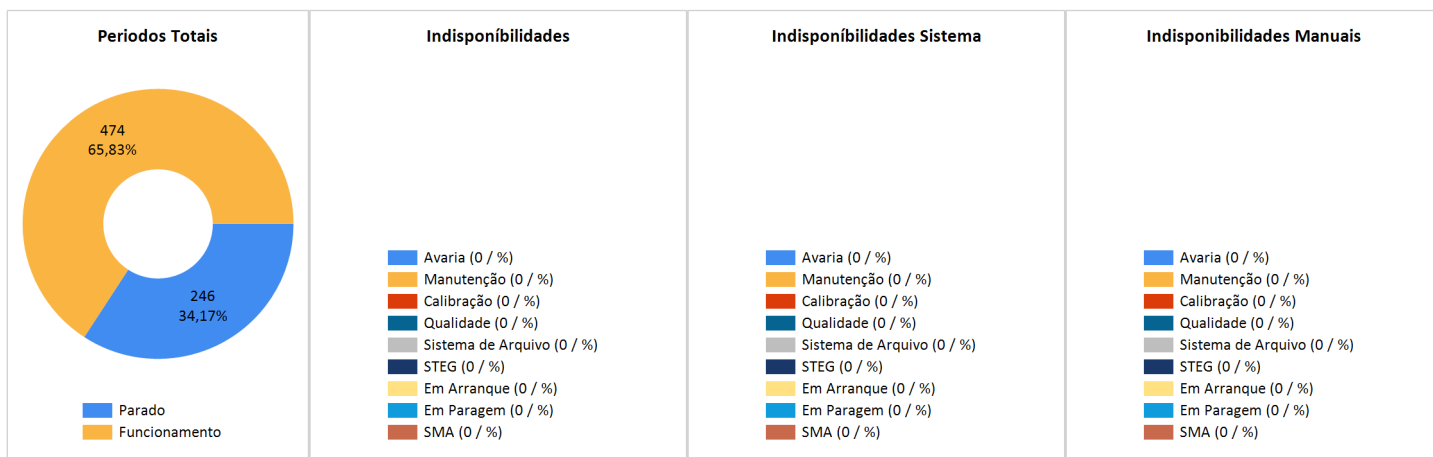 Periodos Totais
474
65,83%
246
34,17%
Parado
Funcionamento
Indisponíbilidades
Avaria (0 / %)
Manutenção (0 / %)
Calibração (0 / %)
Qualidade (0 / %)
Sistema de Arquivo (0 / %)
STEG (0 / %)
Em Arranque (0 / %)
Em Paragem (0 / %)
SMA (0 / %)
Indisponíbilidades Sistema
Avaria (0 / %)
Manutenção (0 / %)
Calibração (0 / %)
Qualidade (0 / %)
Sistema de Arquivo (0 / %)
STEG (0 / %)
Em Arranque (0 / %)
Em Paragem (0 / %)
SMA (0 / %)
Indisponibilidades Manuais
Avaria (0 / %)
Manutenção (0 / %)
Calibração (0 / %)
Qualidade (0 / %)
Sistema de Arquivo (0 / %)
STEG (0 / %)
Em Arranque (0 / %)
Em Paragem (0 / %)
SMA (0 / %)